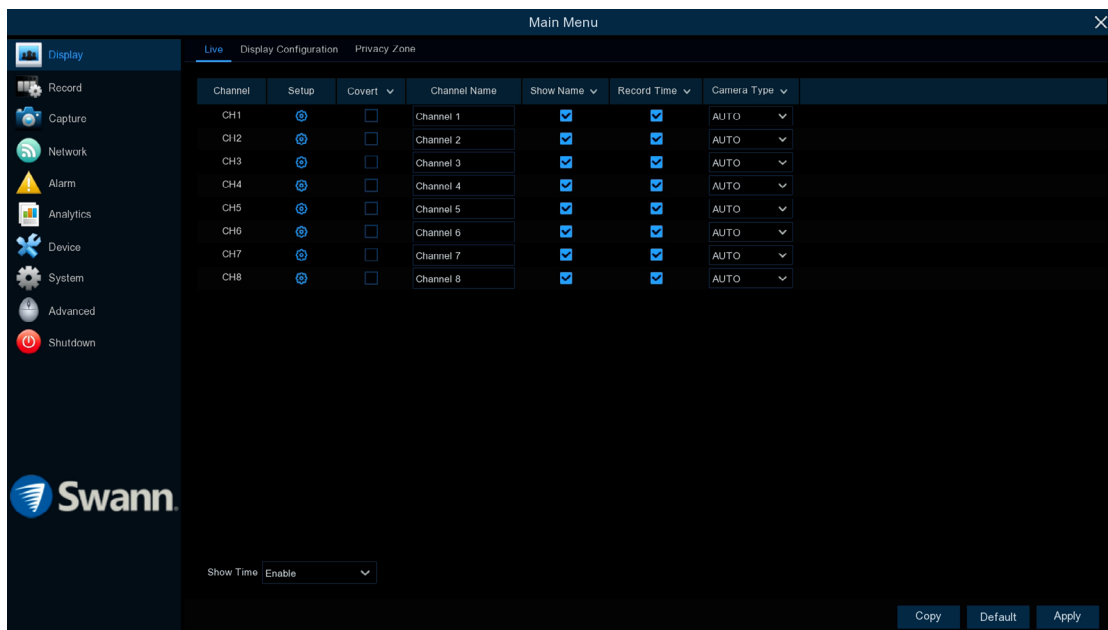 Main Menu
Display
Live Display Configuration Privacy Zone
Record
Channel Setup Covert Channel Name Show Name Record Time Camera Type
Capture
CH1 Channel 1 AUTO
CH2 Channel 2 AUTO
Network
CH3 Channel 3 AUTO
Alarm
CH4 Channel 4 AUTO
Analytics
CH5 Channel 5 AUTO
CH6 Channel 6 AUTO
Device
CH7 Channel 7 AUTO
System
CH8 Channel 8 AUTO
Advanced
Shutdown
Swann
Show Time Enable
Copy Default Apply